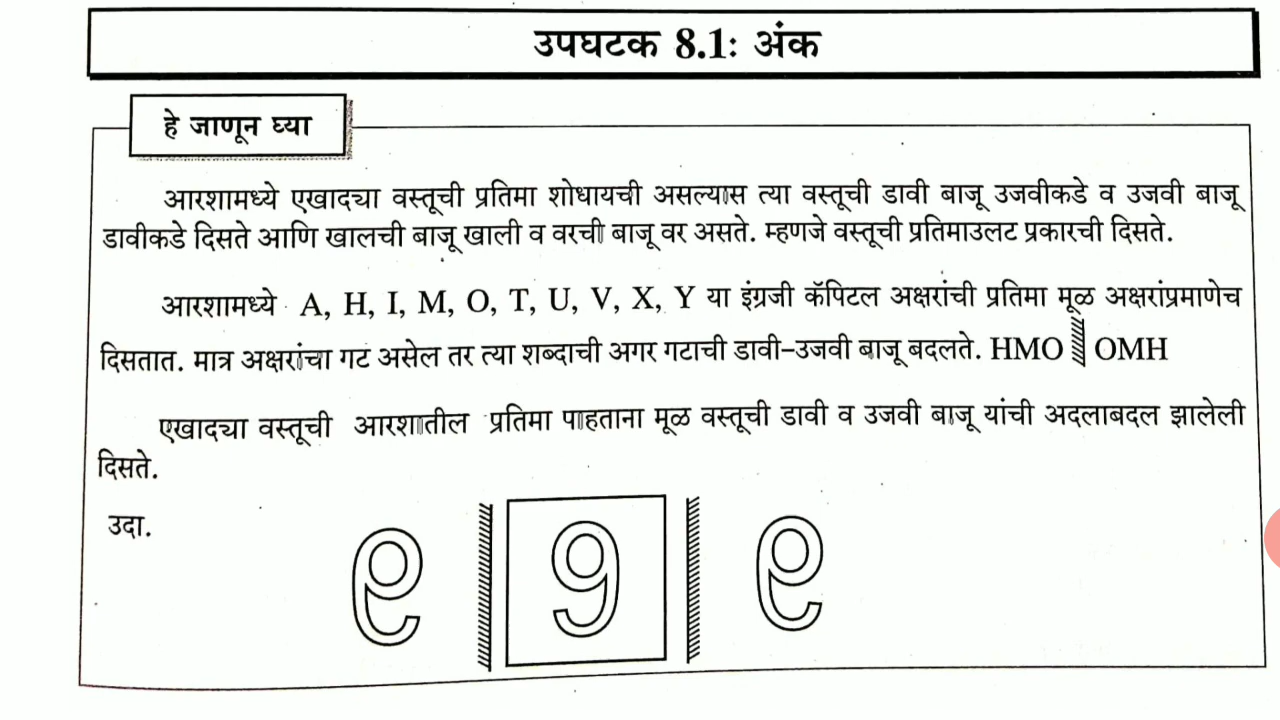 उपघटक 8.1: अंक
हे जाणून घ्या
आरशामध्ये एखाद्या वस्तूची प्रतिमा शोधायची असल्यास त्या वस्तूची डावी बाजू उजवीकडे व उजवी बाजू
डावीकडे दिसते आणि खालची बाजू खाली व वरची बाजू वर असते. म्हणजे वस्तूची प्रतिमाउलट प्रकारची दिसते.
आरशामध्ये A, H, I, M, O, T, U, V, X, Y या इंग्रजी कॅपिटल अक्षरांची प्रतिमा मूळ अक्षरांप्रमाणेच
दिसतात. मात्र अक्षरांचा गट असेल तर त्या शब्दाची अगर गटाची डावी-उजवी बाजू बदलते. HMO OMH
एखाद्या वस्तूची आरशातील प्रतिमा पाहताना मूळ वस्तूची डावी व उजवी बाजू यांची अदलाबदल झालेली
दिसते.
उदा.
९ 9 ९